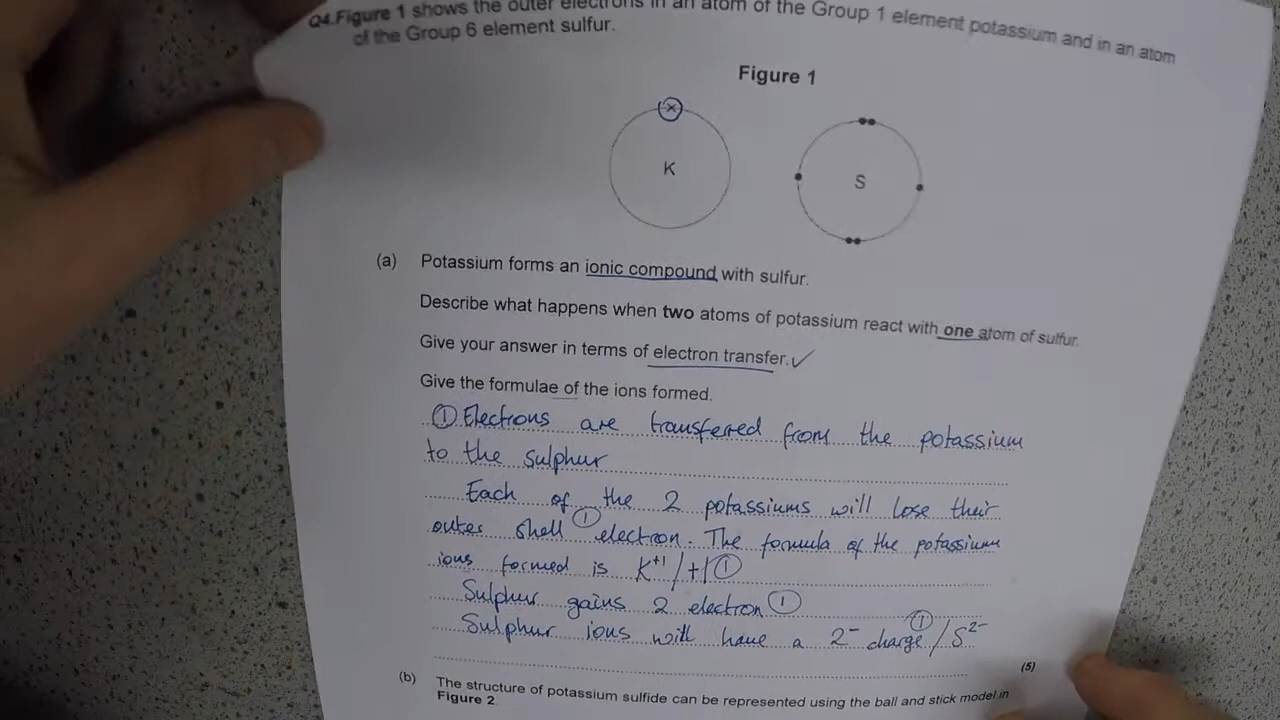 Q4.Figure 1 shows the outer electrons in an atom of the Group 1 element potassium and in an atom
of the Group 6 element sulfur.
Figure 1
K
S
(a) Potassium forms an ionic compound with sulfur.
Describe what happens when two atoms of potassium react with one atom of sulfur.
Give your answer in terms of electron transfer. ✓
Give the formulae of the ions formed.
① Electrons are transferred from the potassium
to the sulphur
Each of the 2 potassiums will lose their
outer shell ① electron. The formula of the potassium
ions formed is K⁺¹/+1 ①
Sulphur gains 2 electron ①
Sulphur ions will have a 2⁻ charge ① / S²⁻
(5)
(b) The structure of potassium sulfide can be represented using the ball and stick model in
Figure 2.